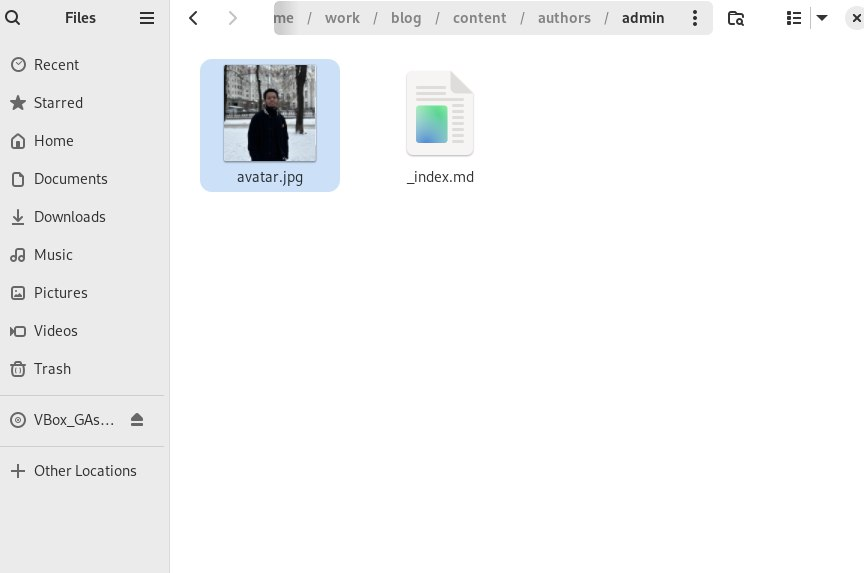 Files
me / work / blog / content / authors / admin
Recent
Starred
Home
Documents
Downloads
Music
Pictures
Videos
Trash
VBox_GAs...
Other Locations
avatar.jpg
_index.md